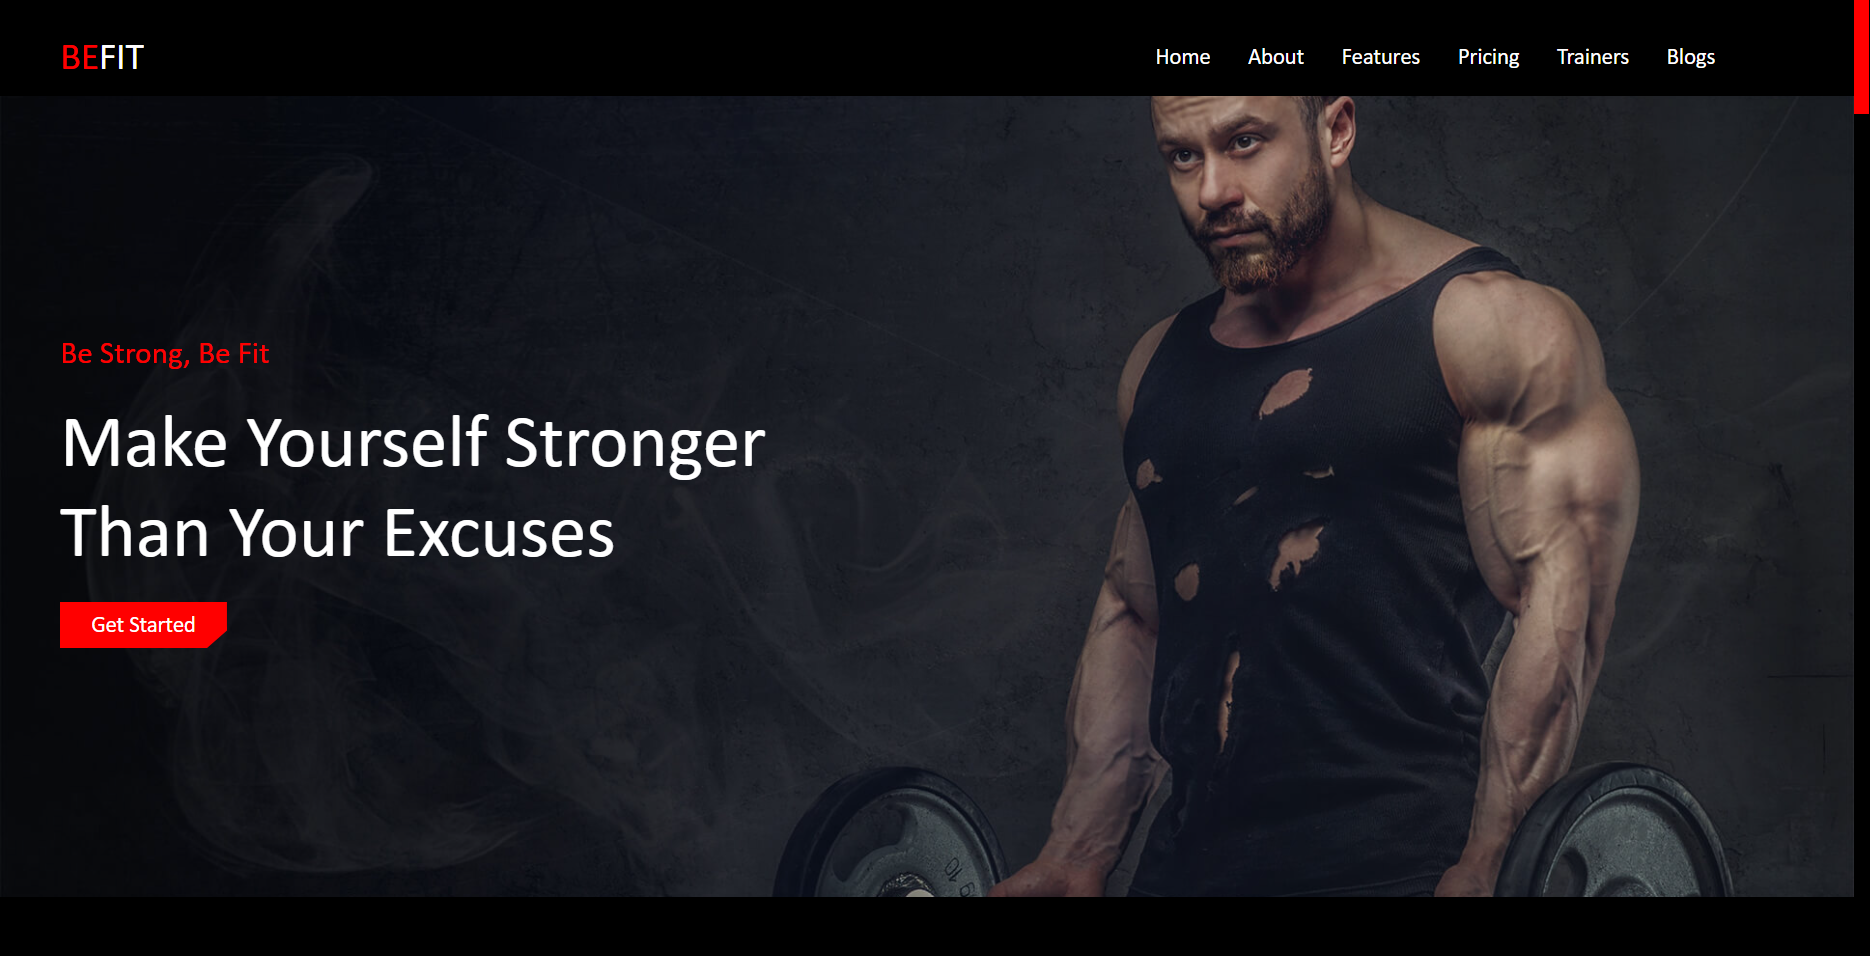 BEFIT
Home About Features Pricing Trainers Blogs
Be Strong, Be Fit
Make Yourself Stronger
Than Your Excuses
Get Started
10